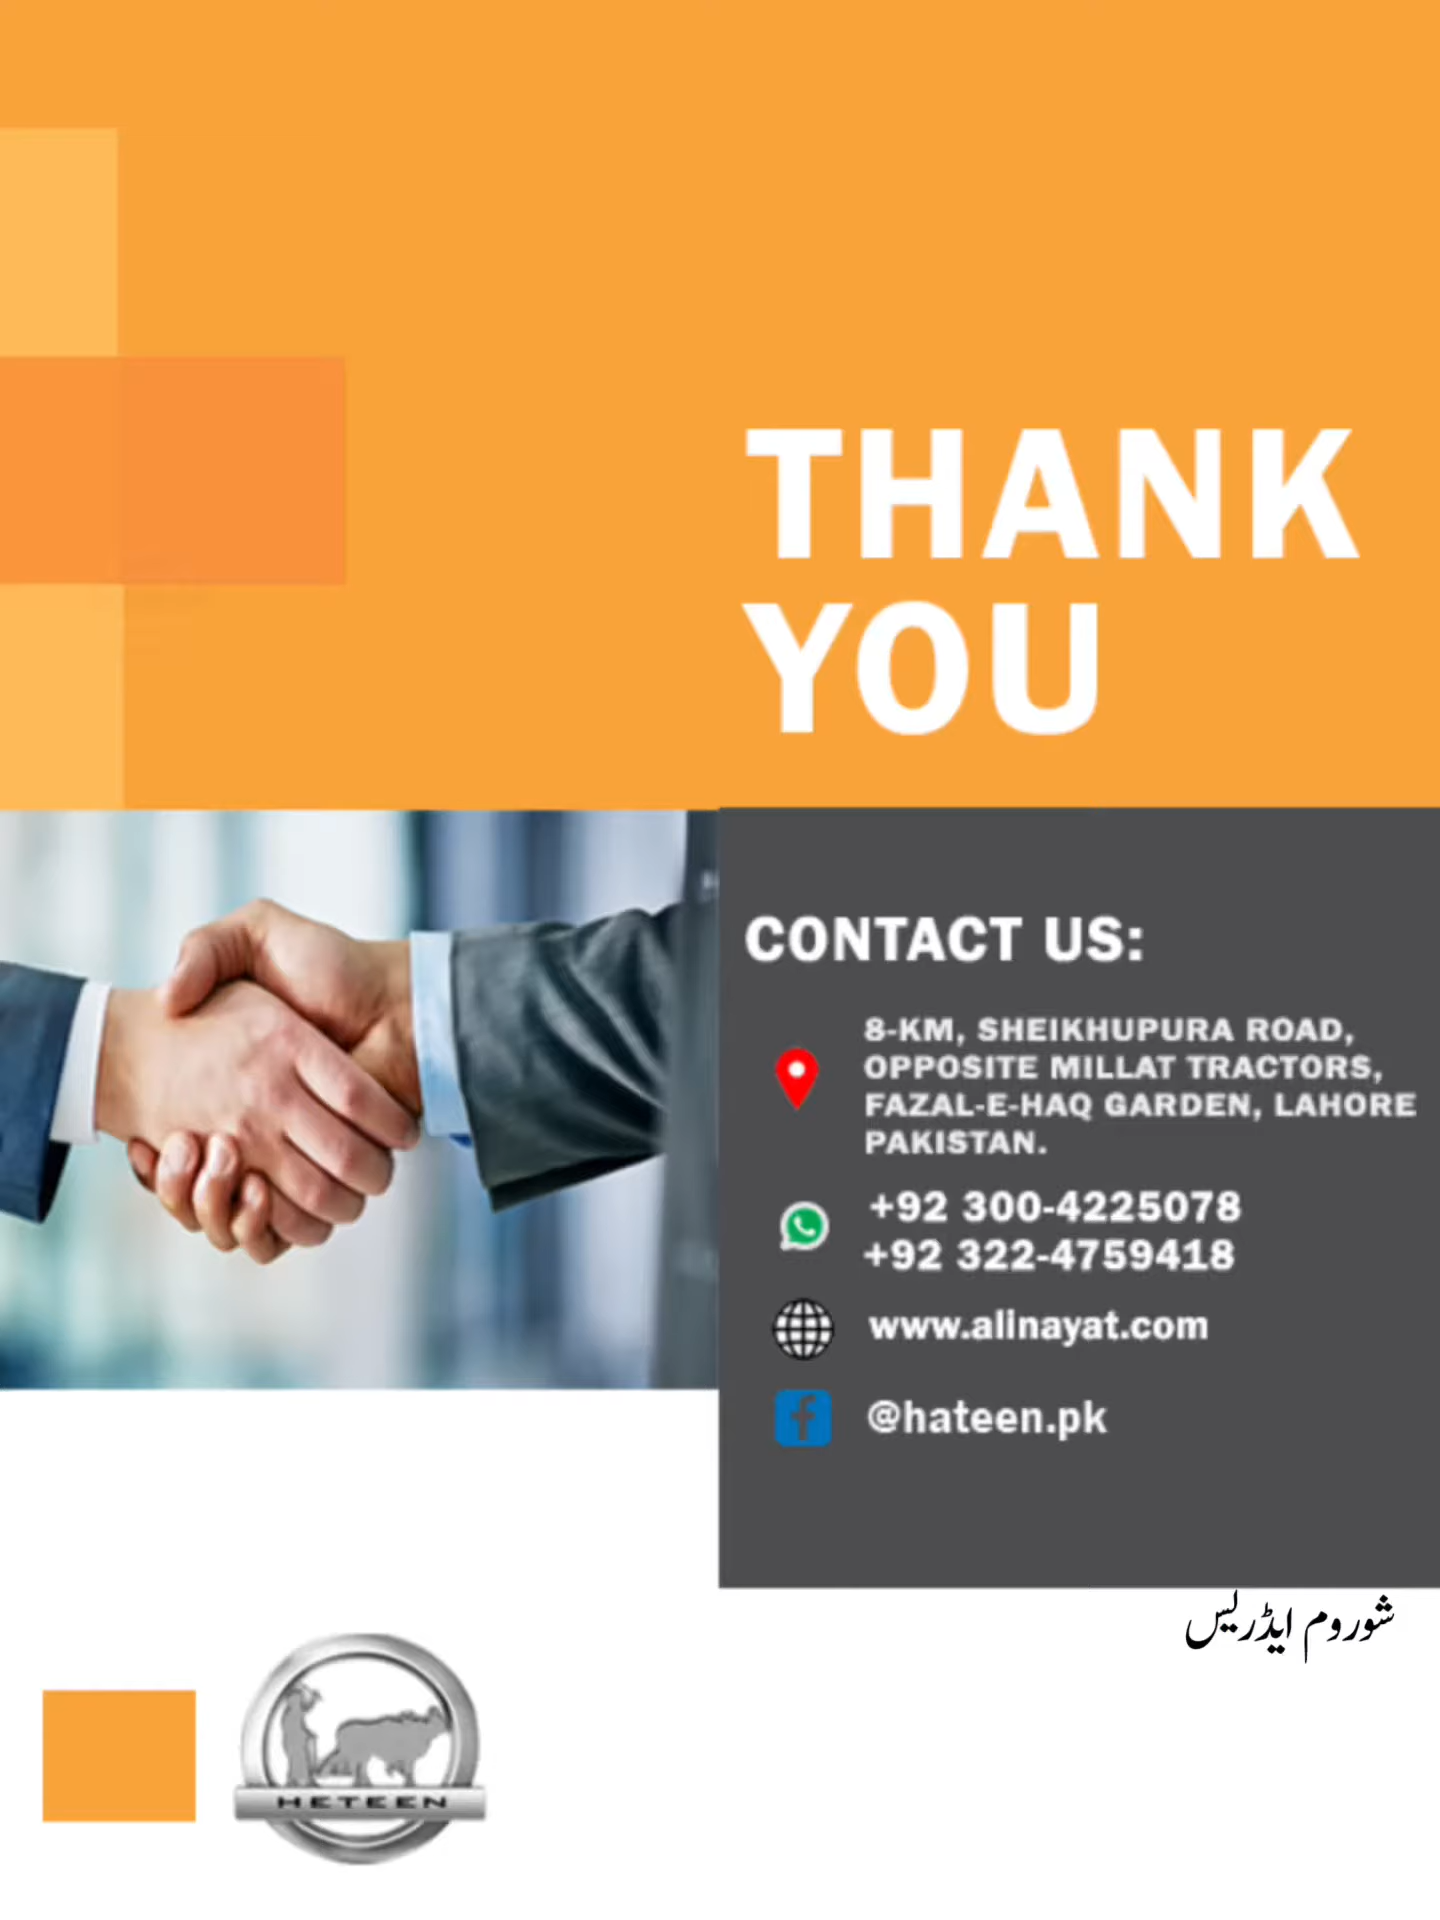 THANK
YOU
CONTACT US:
8-KM, SHEIKHUPURA ROAD,
OPPOSITE MILLAT TRACTORS,
FAZAL-E-HAQ GARDEN, LAHORE
PAKISTAN.
+92 300-4225078
+92 322-4759418
www.alinayat.com
@hateen.pk
شوروم ایڈریس
HETEEN